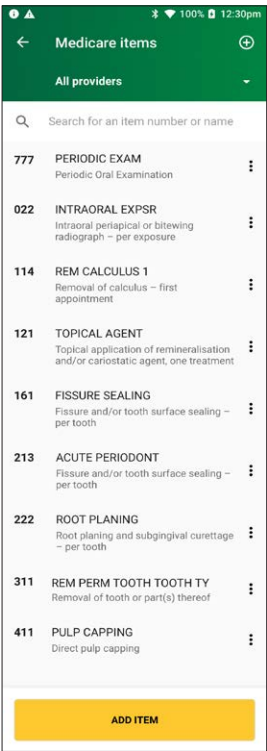 100% 12:30pm
Medicare items
All providers
Search for an item number or name
777 PERIODIC EXAM
Periodic Oral Examination
022 INTRAORAL EXPSR
Intraoral periapical or bitewing
radiograph – per exposure
114 REM CALCULUS 1
Removal of calculus – first
appointment
121 TOPICAL AGENT
Topical application of remineralisation
and/or cariostatic agent, one treatment
161 FISSURE SEALING
Fissure and/or tooth surface sealing –
per tooth
213 ACUTE PERIODONT
Fissure and/or tooth surface sealing –
per tooth
222 ROOT PLANING
Root planing and subgingival curettage
– per tooth
311 REM PERM TOOTH TOOTH TY
Removal of tooth or part(s) thereof
411 PULP CAPPING
Direct pulp capping
ADD ITEM